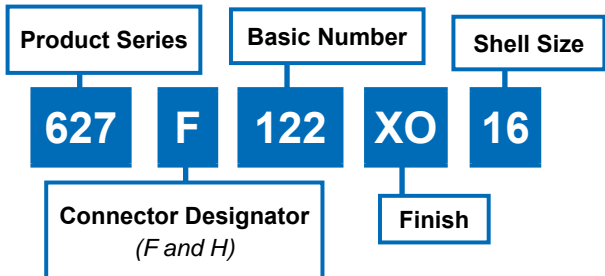 Product Series
Basic Number
Shell Size
627 F 122 XO 16
Connector Designator
(F and H)
Finish